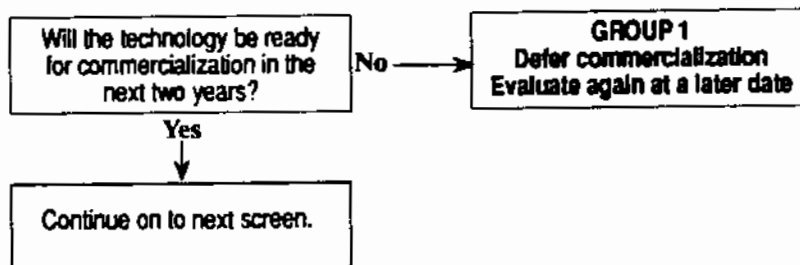 Will the technology be ready
for commercialization in the
next two years?
No
GROUP 1
Defer commercialization
Evaluate again at a later date
Yes
Continue on to next screen.